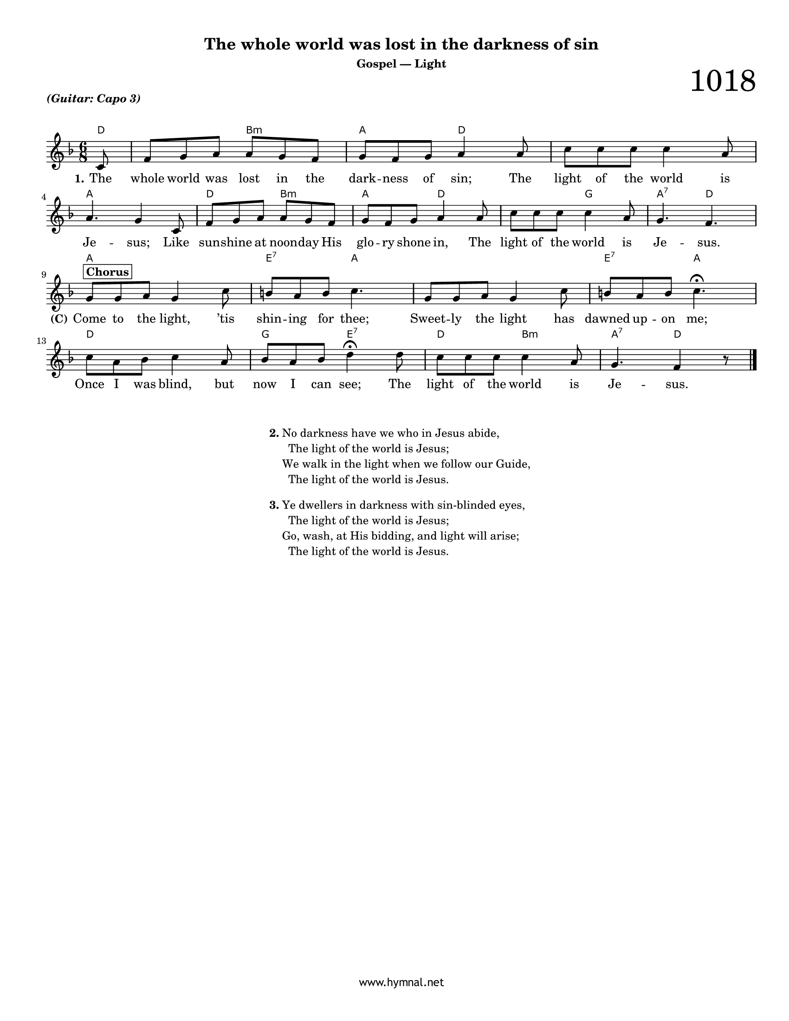 The whole world was lost in the darkness of sin
Gospel — Light
1018
(Guitar: Capo 3)
D Bm A D
1. The whole world was lost in the dark - ness of sin; The light of the world is
4 A D Bm A D G A7 D
Je - sus; Like sunshine at noonday His glo - ry shone in, The light of the world is Je - sus.
9 A E7 A E7 A
Chorus
(C) Come to the light, 'tis shin - ing for thee; Sweet - ly the light has dawned up - on me;
13 D G E7 D Bm A7 D
Once I was blind, but now I can see; The light of the world is Je - sus.
2. No darkness have we who in Jesus abide,
The light of the world is Jesus;
We walk in the light when we follow our Guide,
The light of the world is Jesus.
3. Ye dwellers in darkness with sin-blinded eyes,
The light of the world is Jesus;
Go, wash, at His bidding, and light will arise;
The light of the world is Jesus.
www.hymnal.net